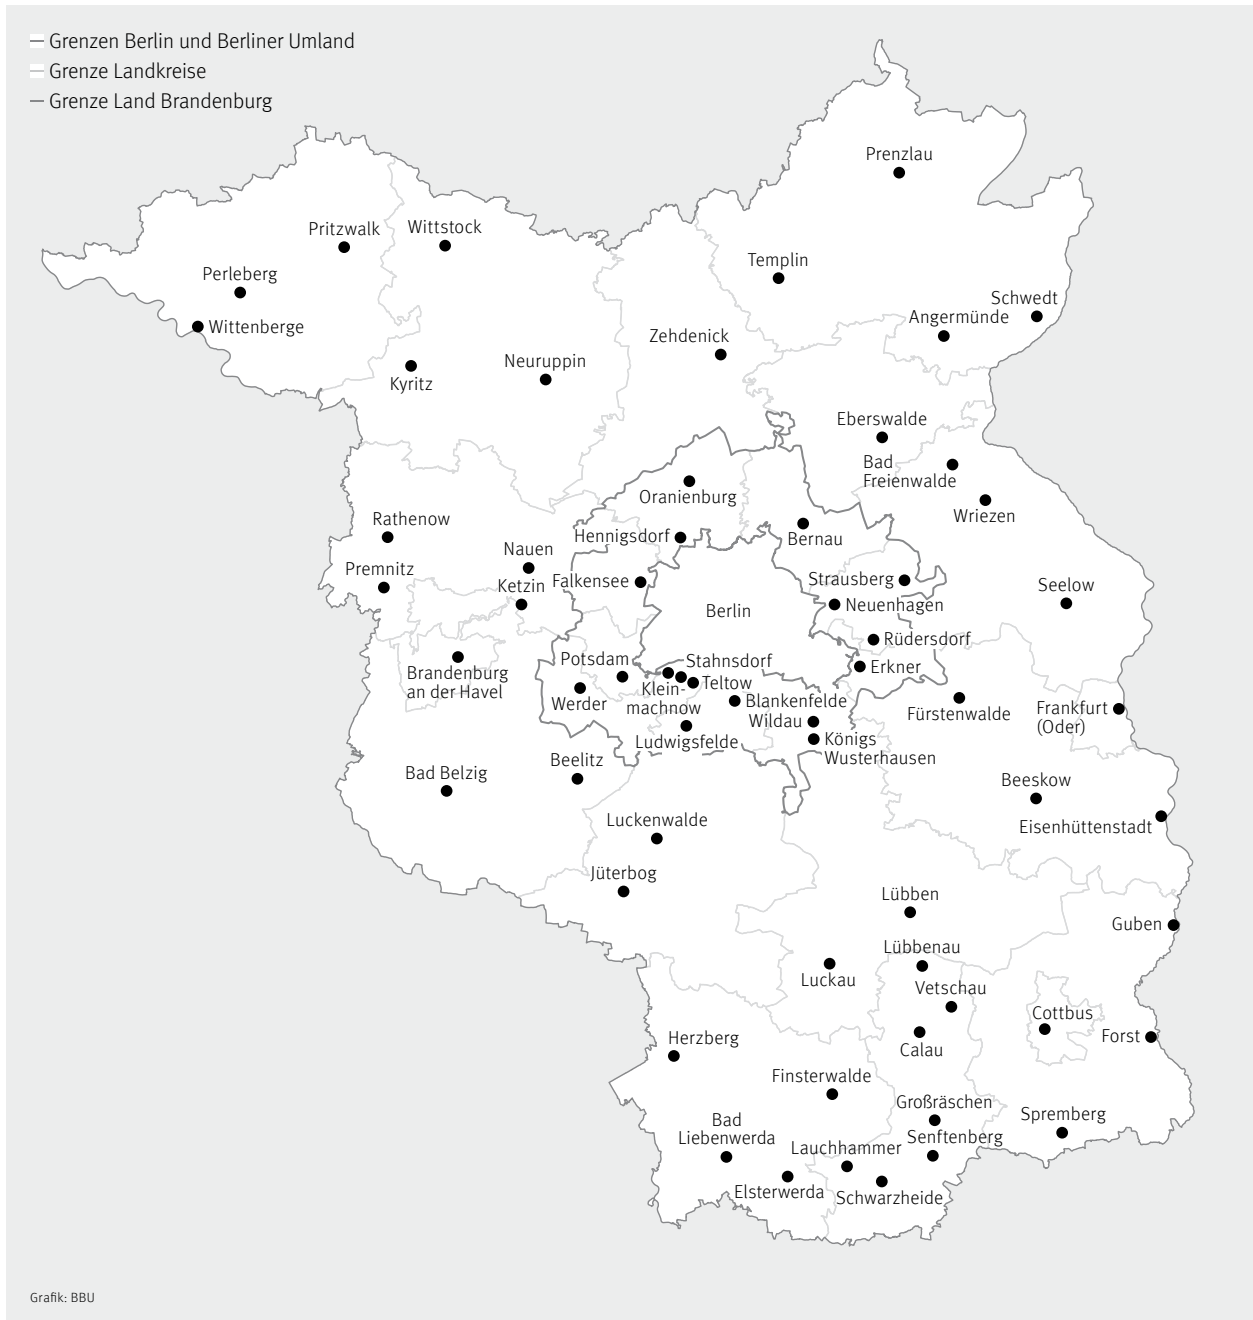 Grenzen Berlin und Berliner Umland
Grenze Landkreise
Grenze Land Brandenburg
Prenzlau
Pritzwalk
Wittstock
Templin
Perleberg
Schwedt
Angermünde
Wittenberge
Zehdenick
Neuruppin
Kyritz
Eberswalde
Bad
Freienwalde
Oranienburg
Wriezen
Rathenow
Hennigsdorf
Bernau
Nauen
Premnitz
Ketzin
Falkensee
Strausberg
Seelow
Berlin
Neuenhagen
Rüdersdorf
Potsdam
Stahnsdorf
Erkner
Brandenburg
an der Havel
Teltow
Klein-
machnow
Werder
Blankenfelde
Wildau
Fürstenwalde
Frankfurt
(Oder)
Ludwigsfelde
Königs
Wusterhausen
Beelitz
Bad Belzig
Beeskow
Luckenwalde
Eisenhüttenstadt
Jüterbog
Lübben
Guben
Lübbenau
Luckau
Vetschau
Cottbus
Herzberg
Forst
Calau
Finsterwalde
Großräschen
Spremberg
Bad
Liebenwerda
Senftenberg
Lauchhammer
Elsterwerda
Schwarzheide
Grafik: BBU